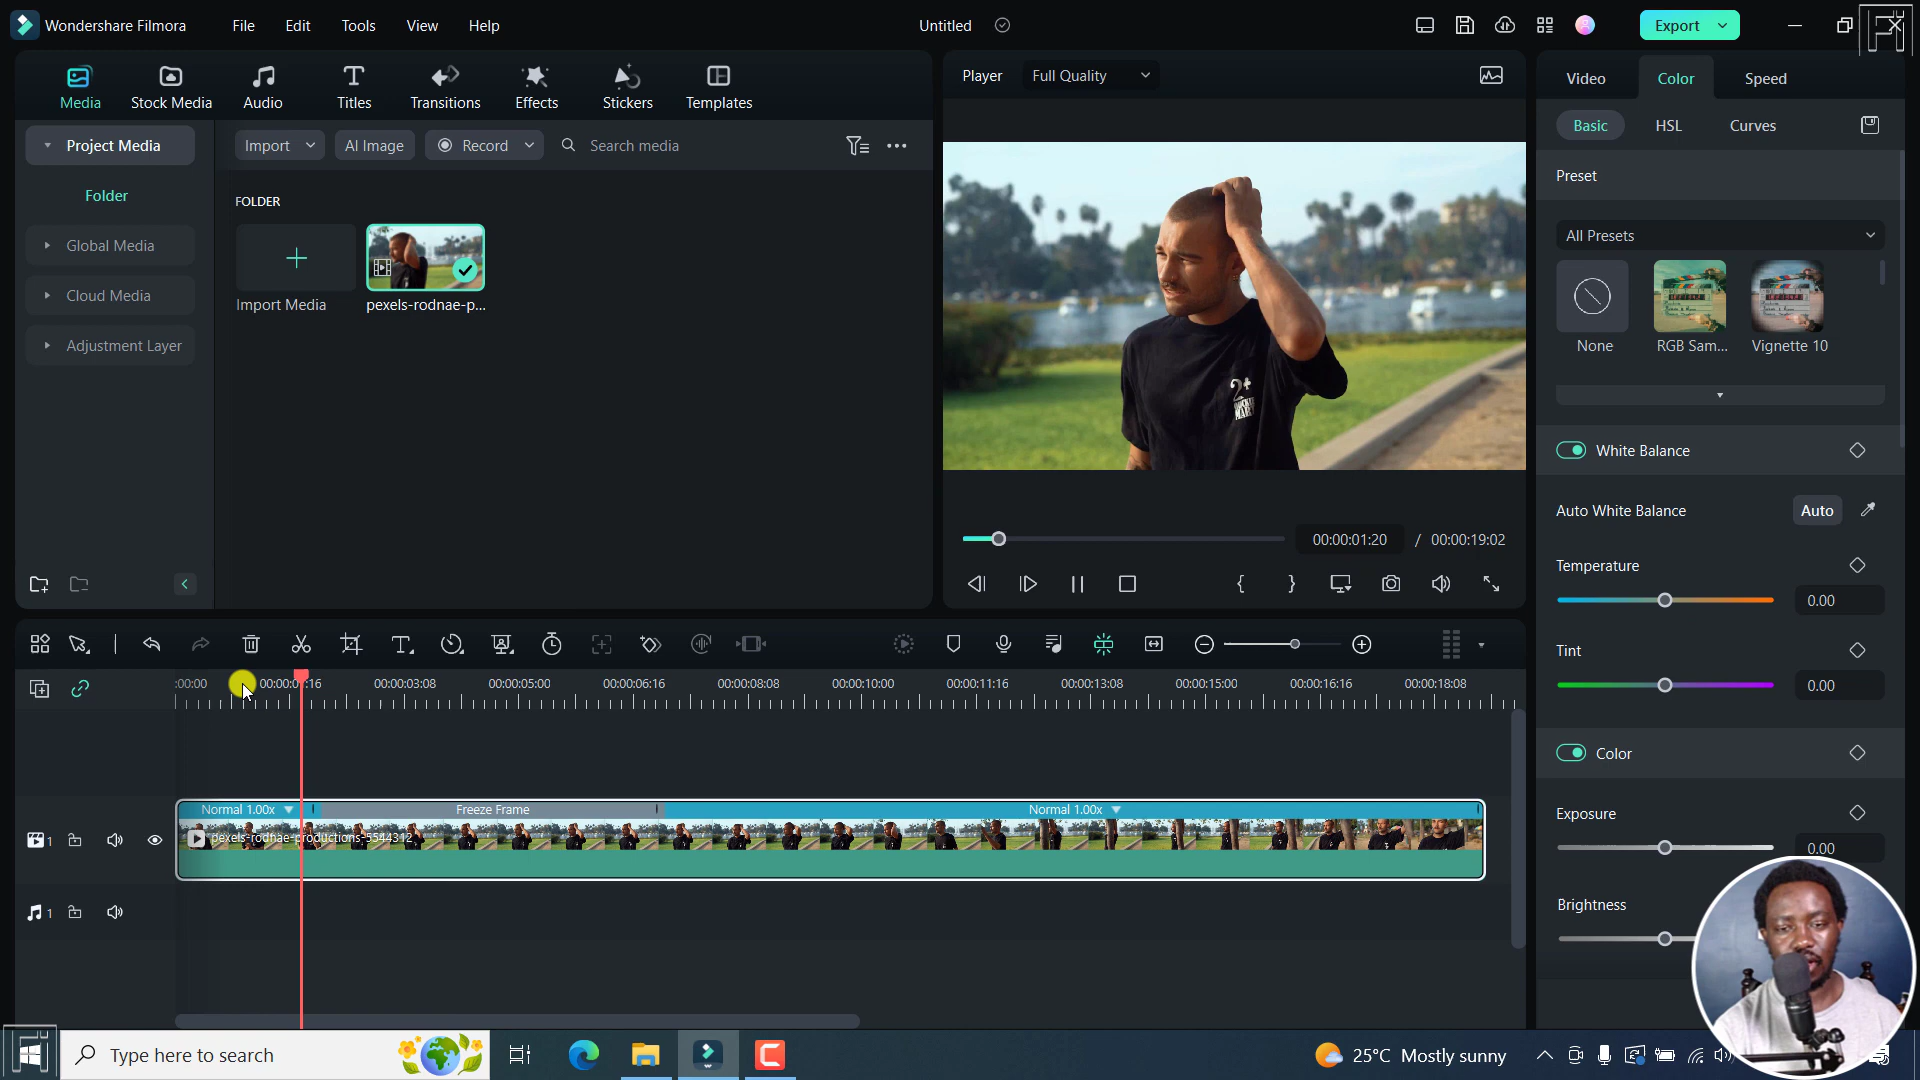 Wondershare Filmora File Edit Tools View Help Untitled Export
Media Stock Media Audio Titles Transitions Effects Stickers Templates
Player Full Quality
Video Color Speed
Project Media
Import AI Image Record Search media
Basic HSL Curves
Folder
FOLDER
Preset
Global Media
All Presets
Cloud Media
Import Media pexels-rodnae-p...
None RGB Sam... Vignette 10
Adjustment Layer
White Balance
Auto White Balance Auto
00:00:01:20 / 00:00:19:02
Temperature
0.00
Tint
0.00
:00:00 00:00:01:16 00:00:03:08 00:00:05:00 00:00:06:16 00:00:08:08 00:00:10:00 00:00:11:16 00:00:13:08 00:00:15:00 00:00:16:16 00:00:18:08
Color
Normal 1.00x Freeze Frame Normal 1.00x
pexels-rodnae-productions-5544312
1
Exposure
0.00
Brightness
1
Type here to search 25°C Mostly sunny